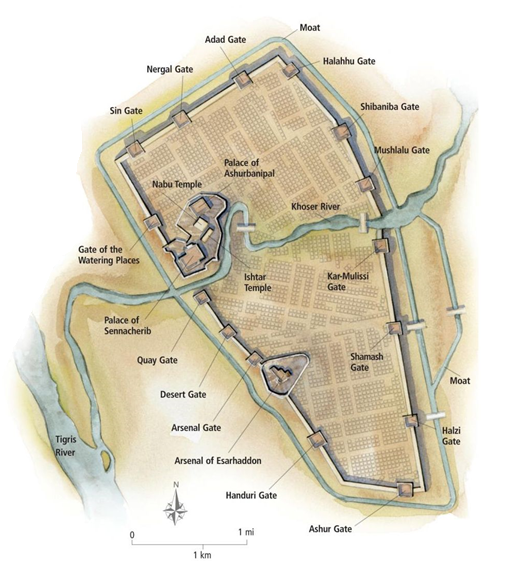 Moat
Adad Gate
Halahhu Gate
Nergal Gate
Shibaniba Gate
Sin Gate
Mushlalu Gate
Palace of
Ashurbanipal
Nabu Temple
Khoser River
Gate of the
Watering Places
Ishtar
Temple
Kar-Mulissi
Gate
Palace of
Sennacherib
Quay Gate
Shamash
Gate
Moat
Desert Gate
Arsenal Gate
Halzi
Gate
Tigris
River
Arsenal of Esarhaddon
N
Handuri Gate
Ashur Gate
0
1 mi
1 km